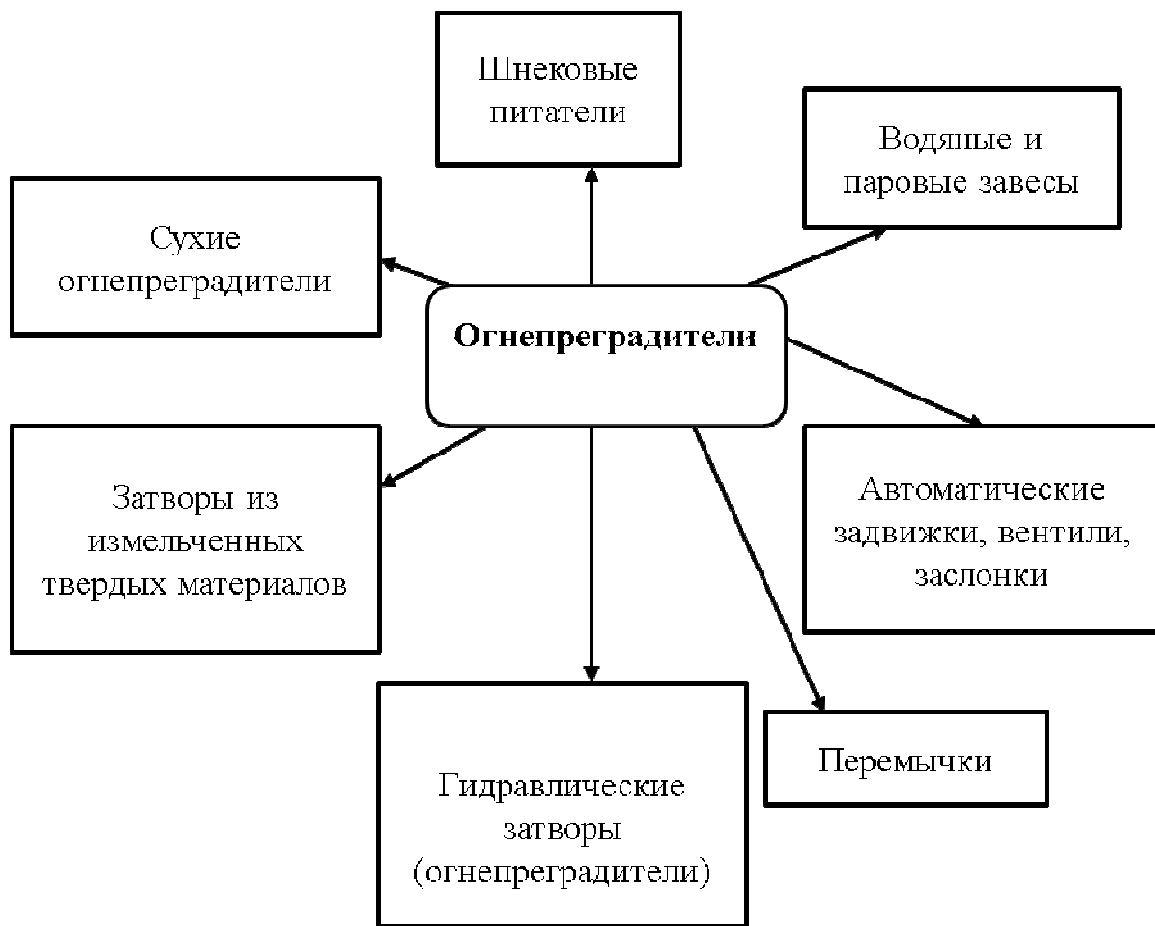 Шнековые
питатели
Водяные и
паровые завесы
Сухие
огнепреградители
Огнепреградители
Затворы из
измельченных
твердых материалов
Автоматические
задвижки, вентили,
заслонки
Гидравлические
затворы
(огнепреградители)
Перемычки